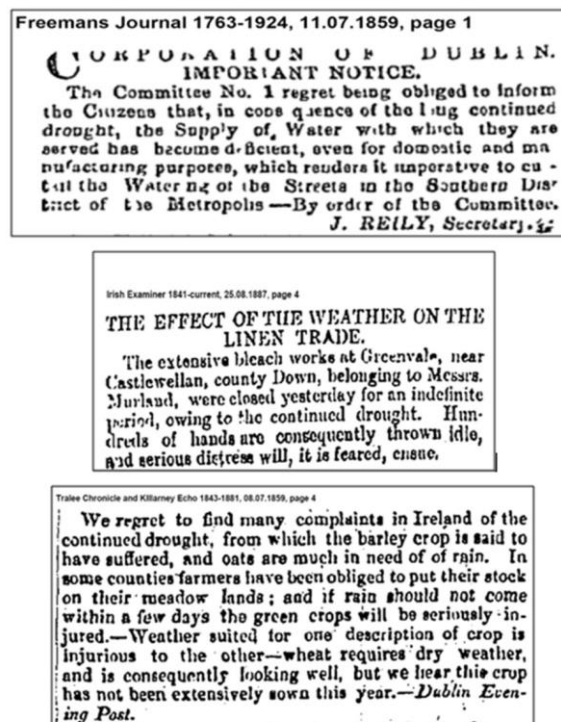 Freemans Journal 1763-1924, 11.07.1859, page 1
CORPORATION OF DUBLIN.
IMPORTANT NOTICE.
The Committee No. 1 regret being obliged to inform
the Citizens that, in cons quence of the long continued
drought, the Supply of Water with which they are
served has become deficient, even for domestic and ma
nufacturing purposes, which renders it imperative to cu -
tail the Water ng of the Streets in the Southern Dis-
trict of the Metropolis —By order of the Committee.
J. REILY, Secretary.
Irish Examiner 1841-current, 25.08.1887, page 4
THE EFFECT OF THE WEATHER ON THE
LINEN TRADE.
The extensive bleach works at Greenvale, near
Castlewellan, county Down, belonging to Messrs.
Murland, were closed yesterday for an indefinite
period, owing to the continued drought. Hun-
dreds of hands are consequently thrown idle,
and serious distress will, it is feared, ensue.
Tralee Chronicle and Killarney Echo 1843-1881, 08.07.1859, page 4
We regret to find many complaints in Ireland of the
continued drought, from which the barley crop is said to
have suffered, and oats are much in need of of rain. In
some counties farmers have been obliged to put their stock
on their meadow lands; and if rain should not come
within a few days the green crops will be seriously in-
jured.—Weather suited for one description of crop is
injurious to the other—wheat requires dry weather,
and is consequently looking well, but we hear this crop
has not been extensively sown this year.—Dublin Even-
ing Post.